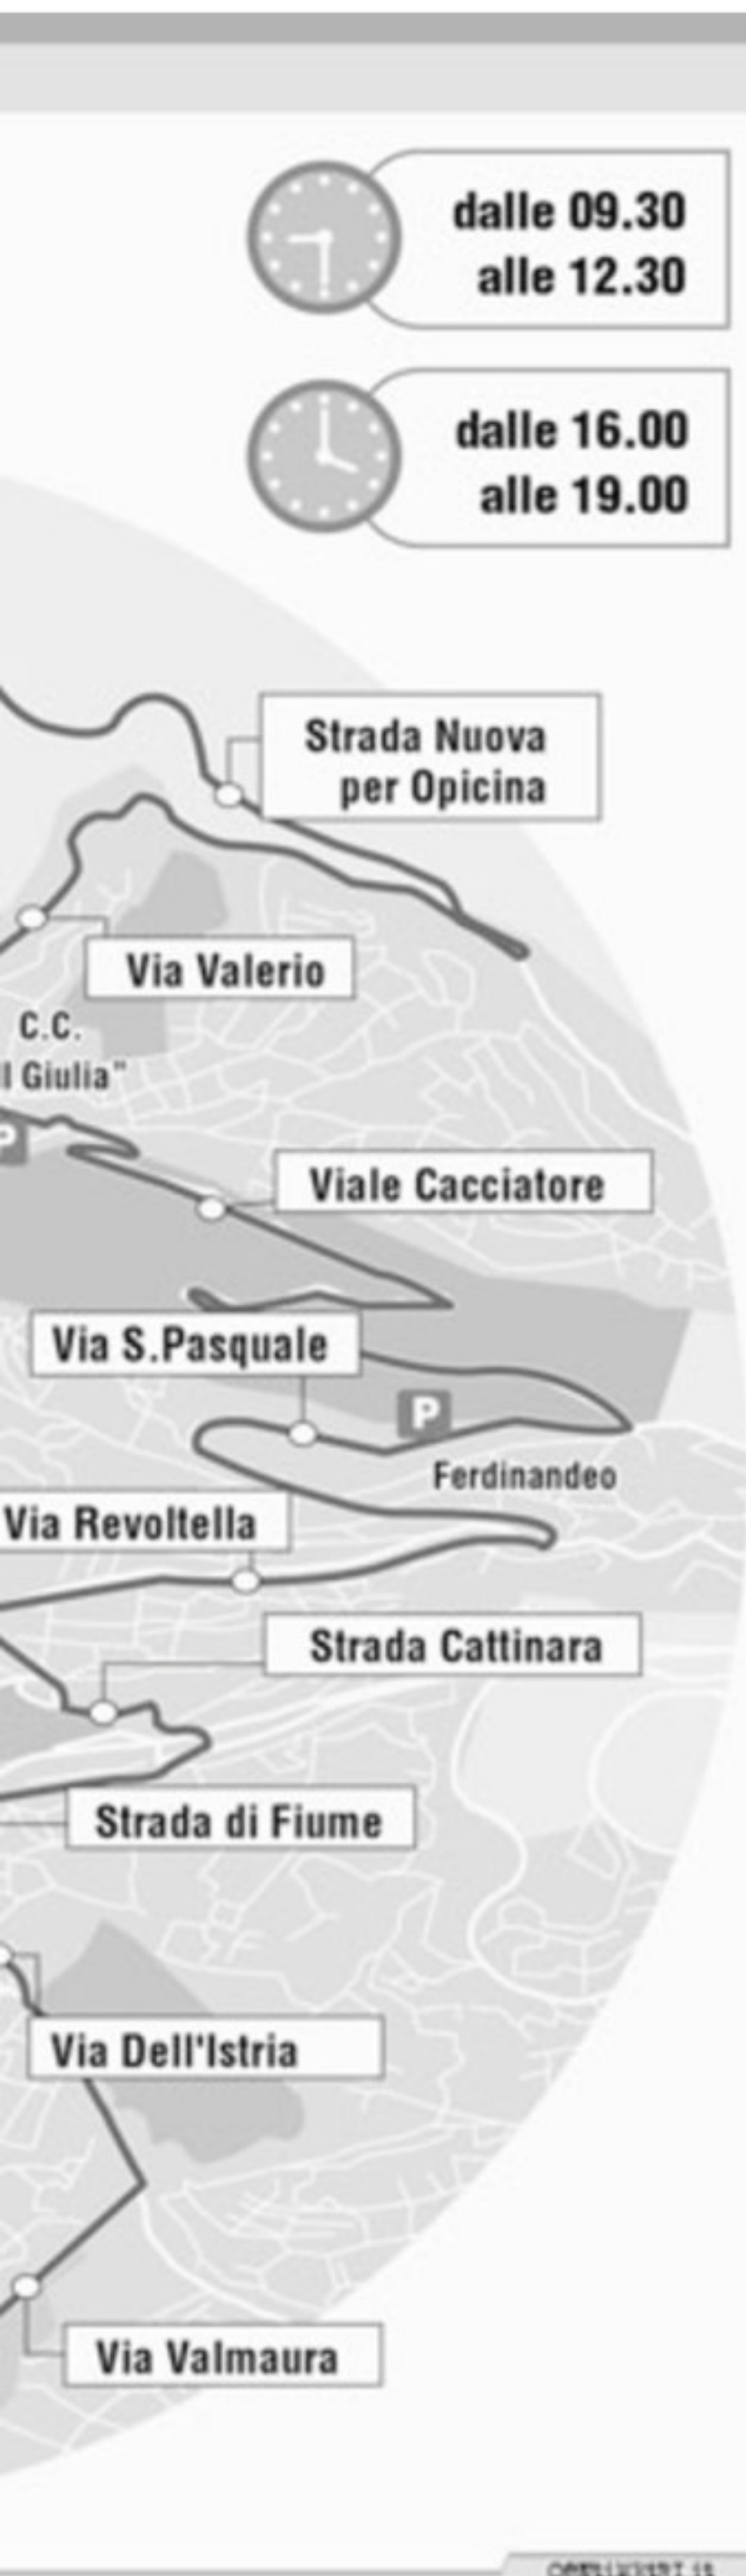 dalle 09.30
alle 12.30
dalle 16.00
alle 19.00
Strada Nuova
per Opicina
Via Valerio
C.C.
Giulia"
P
Viale Cacciatore
Via S.Pasquale
P
Ferdinandeo
Via Revoltella
Strada Cattinara
Strada di Fiume
Via Dell'Istria
Via Valmaura